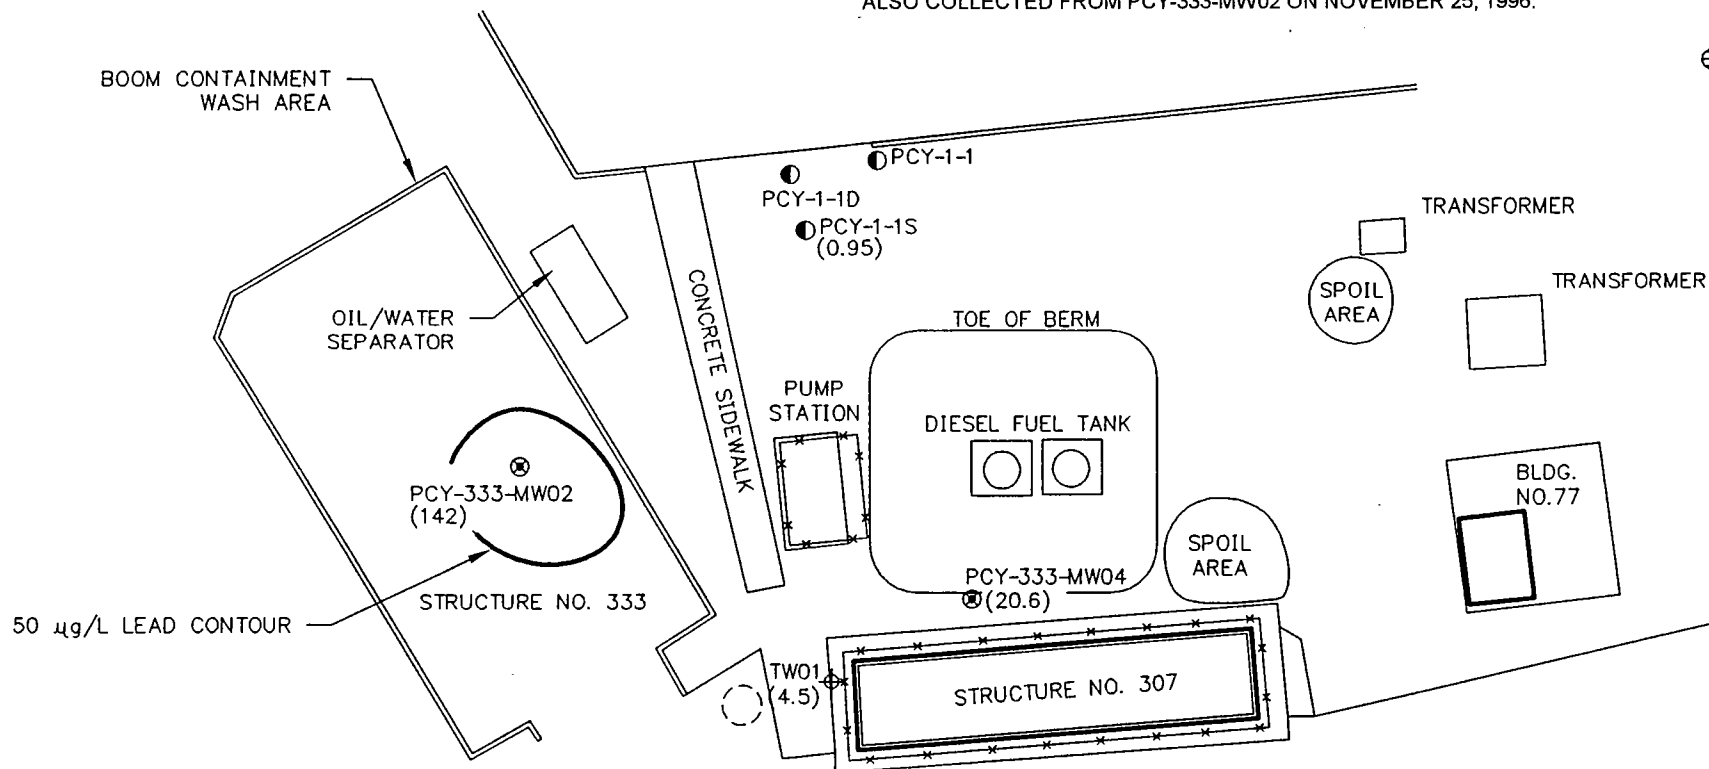 ALSO COLLECTED FROM PCY-333-MW02 ON NOVEMBER 25, 1996.
BOOM CONTAINMENT
WASH AREA
PCY-1-1
PCY-1-1D
PCY-1-1S
(0.95)
TRANSFORMER
TRANSFORMER
SPOIL
AREA
OIL/WATER
SEPARATOR
CONCRETE SIDEWALK
TOE OF BERM
PUMP
STATION
DIESEL FUEL TANK
BLDG.
NO.77
PCY-333-MW02
(142)
SPOIL
AREA
PCY-333-MW04
(20.6)
STRUCTURE NO. 333
50 µg/L LEAD CONTOUR
TW01
(4.5)
STRUCTURE NO. 307